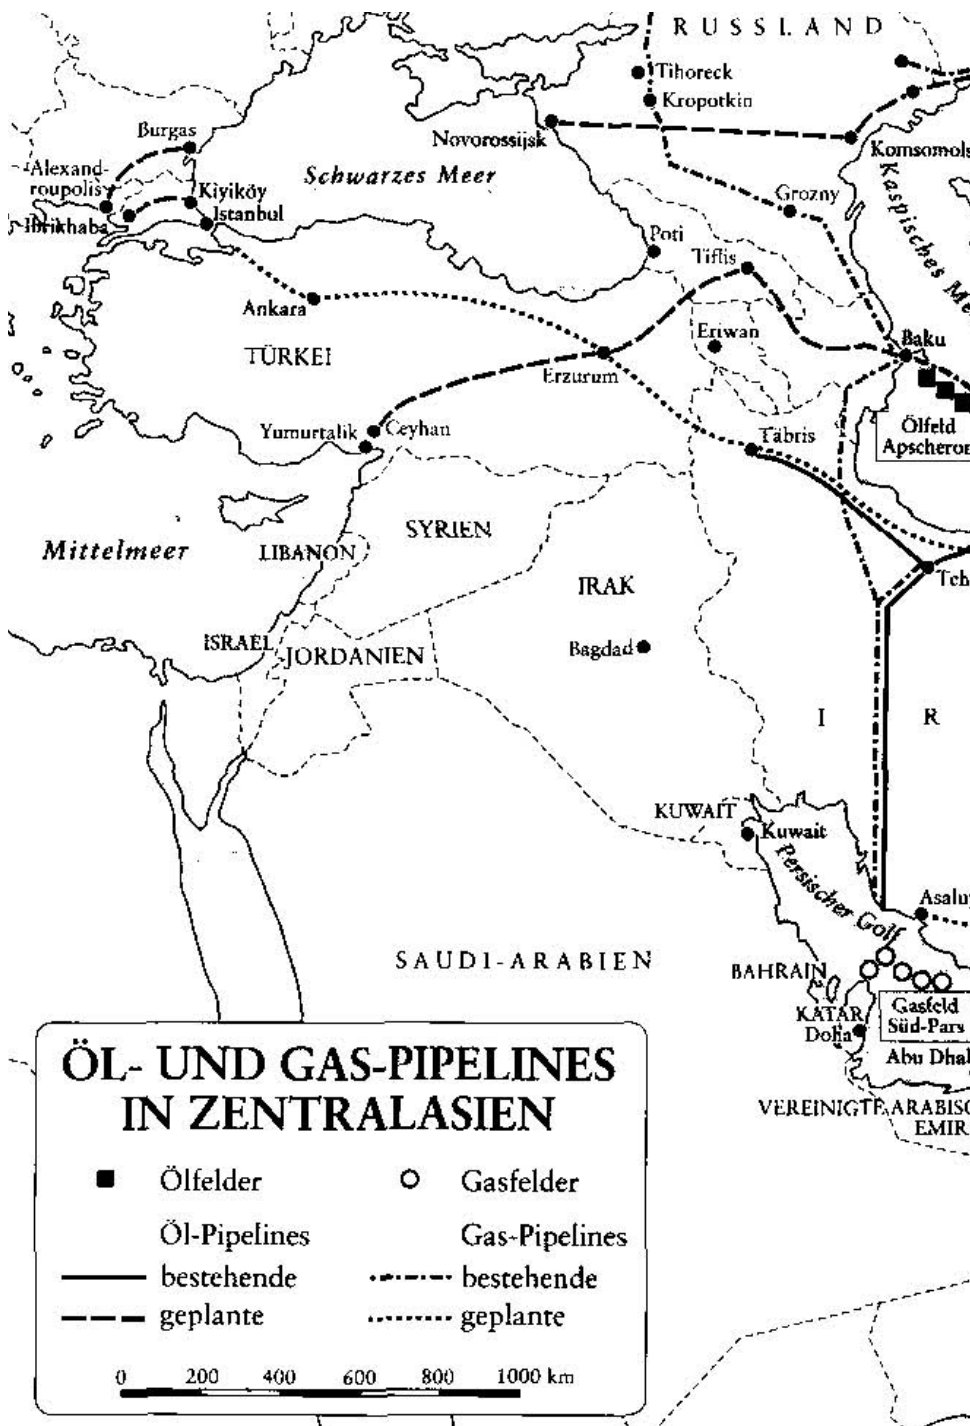 RUSSLAND
Tihoreck
Kropotkin
Novorossijsk
Burgas
Komsomols
Alexand-
roupolis
Kiyiköy
Istanbul
Ibrikhaba
Schwarzes Meer
Kaspisches Me
Grozny
Poti
Tiflis
Ankara
Eriwan
Baku
TÜRKEI
Erzurum
Ölfeld
Apscheron
Yumurtalik
Ceyhan
Täbris
SYRIEN
Mittelmeer
LIBANON
Teh
IRAK
ISRAEL
JORDANIEN
Bagdad
I R
KUWAIT
Kuwait
Persischer Golf
Asaluy
SAUDI-ARABIEN
BAHRAIN
Gasfeld
Süd-Pars
KATAR
Doha
Abu Dhab
VEREINIGTE ARABISC
EMIR
ÖL- UND GAS-PIPELINES
IN ZENTRALASIEN
Ölfelder Gasfelder
Öl-Pipelines Gas-Pipelines
bestehende bestehende
geplante geplante
0 200 400 600 800 1000 km